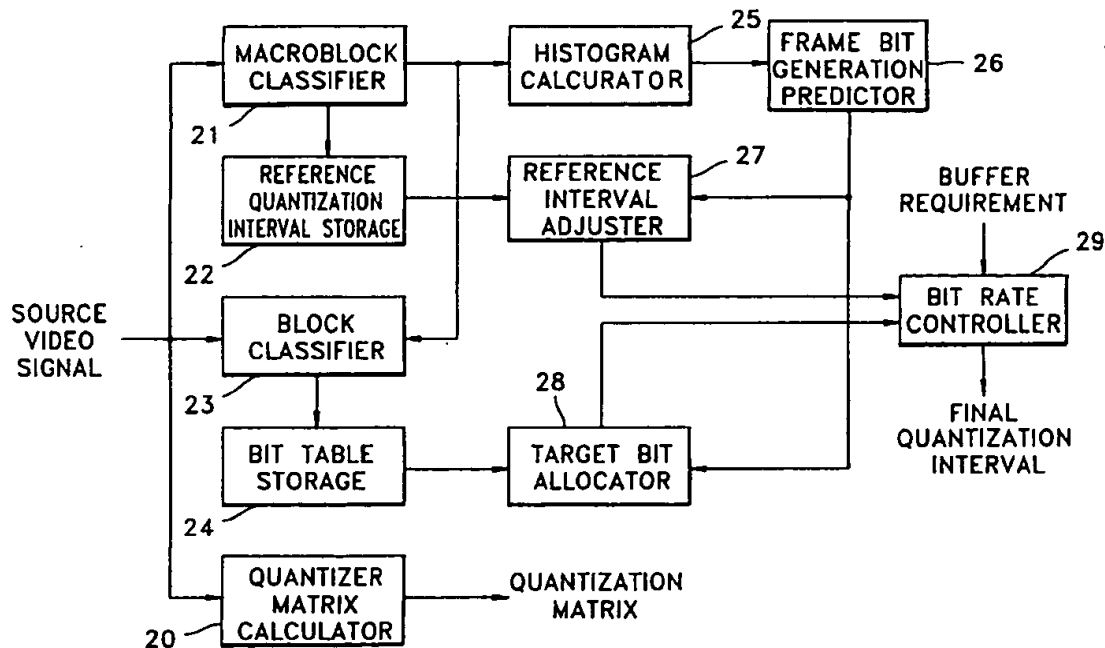 MACROBLOCK
CLASSIFIER
21
HISTOGRAM
CALCURATOR
25
FRAME BIT
GENERATION
PREDICTOR
26
REFERENCE
QUANTIZATION
INTERVAL STORAGE
22
REFERENCE
INTERVAL
ADJUSTER
27
BUFFER
REQUIREMENT
29
BIT RATE
CONTROLLER
SOURCE
VIDEO
SIGNAL
BLOCK
CLASSIFIER
23
28
FINAL
QUANTIZATION
INTERVAL
BIT TABLE
STORAGE
24
TARGET BIT
ALLOCATOR
QUANTIZER
MATRIX
CALCULATOR
20
QUANTIZATION
MATRIX